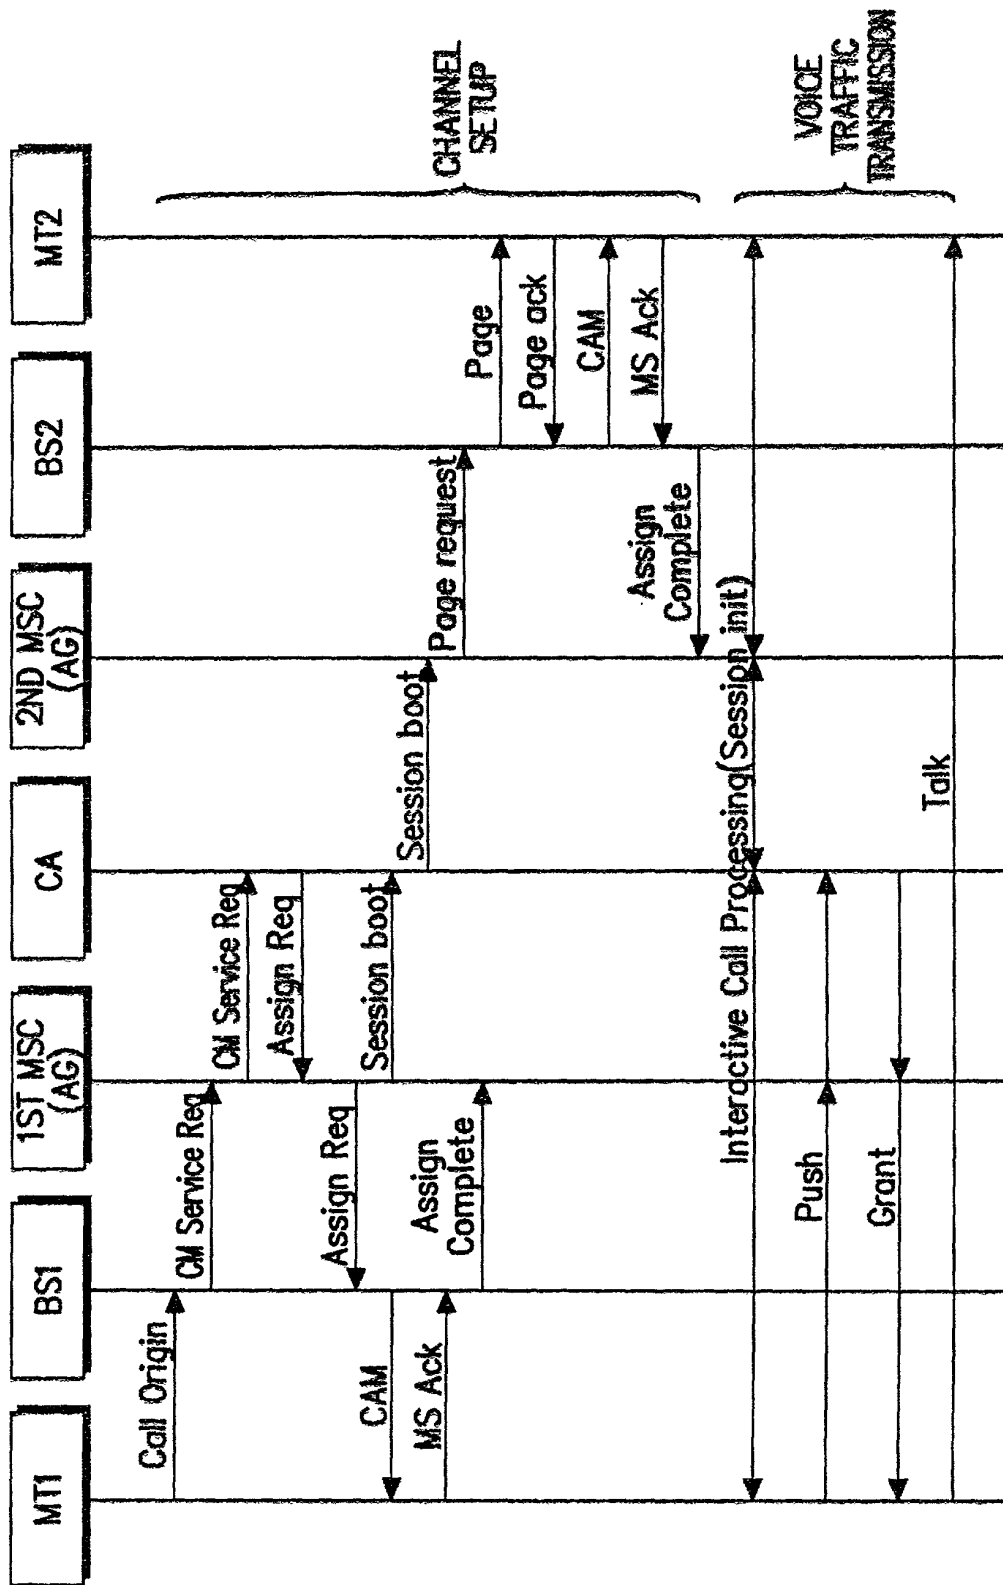 MT1
BS1
1ST MSC
(AG)
CA
2ND MSC
(AG)
BS2
MT2
Call Origin
CM Service Req
CM Service Req
Assign Req
Assign Req
CAM
Session boot
Session boot
MS Ack
Page request
Assign
Complete
Page
Page ack
CAM
MS Ack
Assign
Complete
CHANNEL
SETUP
Interactive Call Processing(Session init)
Push
Grant
Talk
VOICE
TRAFFIC
TRANSMISSION